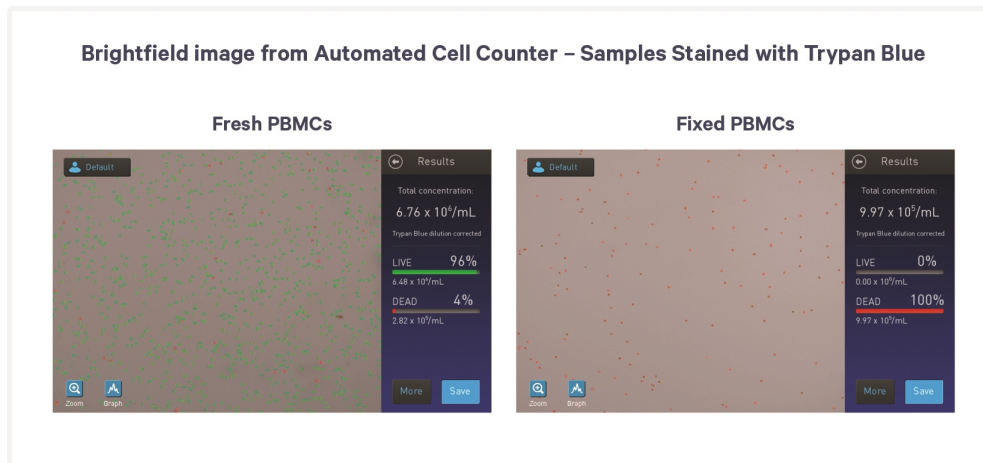 Brightfield image from Automated Cell Counter – Samples Stained with Trypan Blue
Fresh PBMCs
Default
Results
Total concentration:
6.76 x 10⁶/mL
Trypan Blue dilution corrected
LIVE 96%
6.48 x 10⁶/mL
DEAD 4%
2.82 x 10⁵/mL
Zoom
Graph
More
Save
Fixed PBMCs
Default
Results
Total concentration:
9.97 x 10⁵/mL
Trypan Blue dilution corrected
LIVE 0%
0.00 x 10⁰/mL
DEAD 100%
9.97 x 10⁵/mL
Zoom
Graph
More
Save